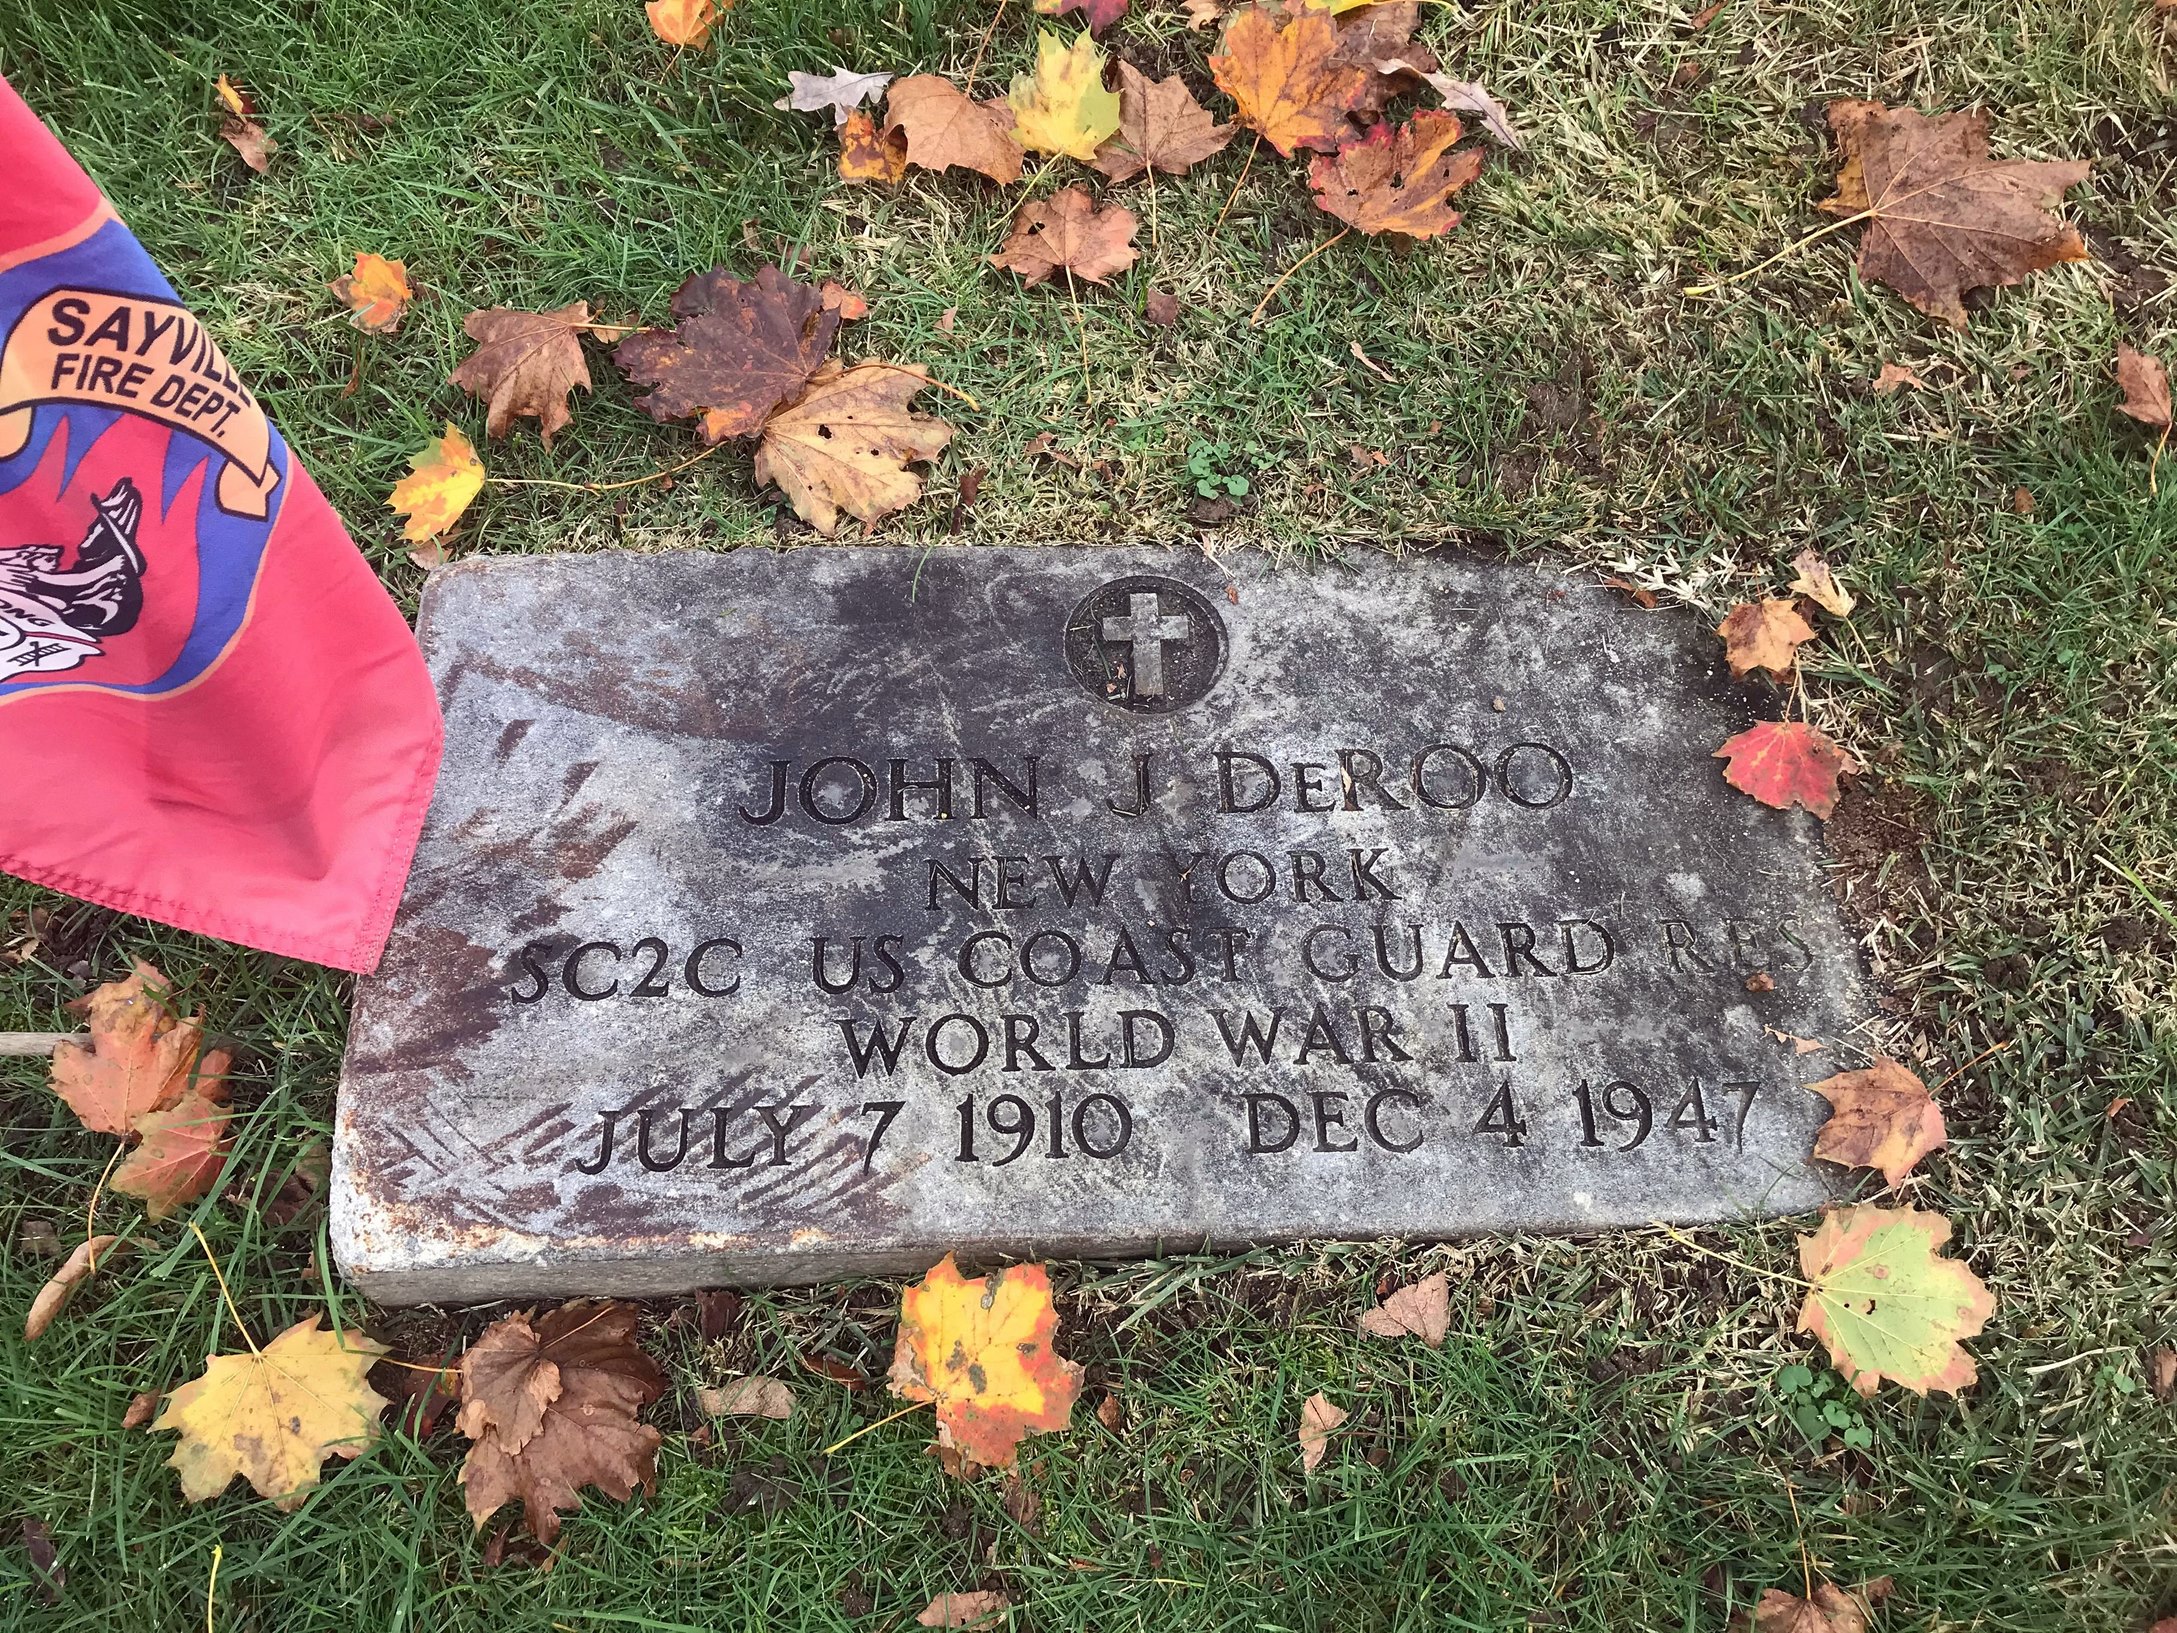 SAYVILLE
FIRE DEPT.
JOHN J DeROO
NEW YORK
SC2C US COAST GUARD RES
WORLD WAR II
JULY 7 1910 DEC 4 1947